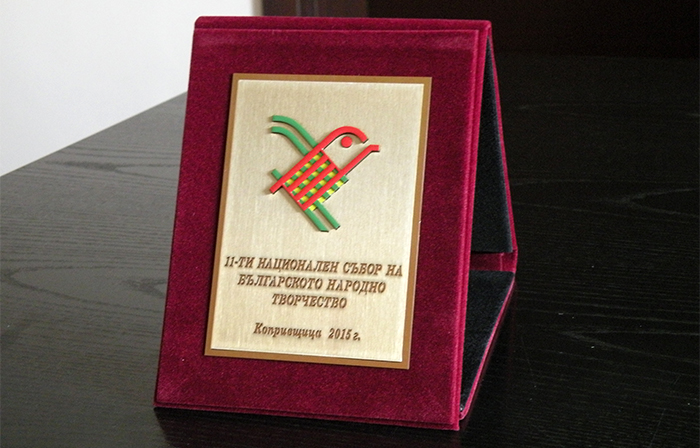 11-ТИ НАЦИОНАЛЕН СЪБОР НА
БЪЛГАРСКОТО НАРОДНО
ТВОРЧЕСТВО
Копривщица 2015 г.